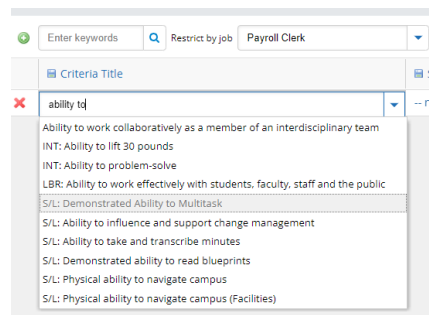 Enter keywords Restrict by job Payroll Clerk
Criteria Title
ability to
Ability to work collaboratively as a member of an interdisciplinary team
INT: Ability to lift 30 pounds
INT: Ability to problem-solve
LBR: Ability to work effectively with students, faculty, staff and the public
S/L: Demonstrated Ability to Multitask
S/L: Ability to influence and support change management
S/L: Ability to take and transcribe minutes
S/L: Demonstrated ability to read blueprints
S/L: Physical ability to navigate campus
S/L: Physical ability to navigate campus (Facilities)